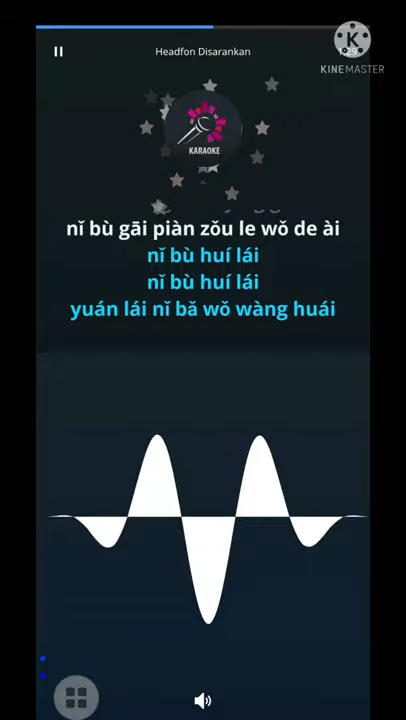 Headfon Disarankan
KINEMASTER
KARAOKE
nǐ bù gāi piàn zǒu le wǒ de ài
nǐ bù huí lái
nǐ bù huí lái
yuán lái nǐ bǎ wǒ wàng huái